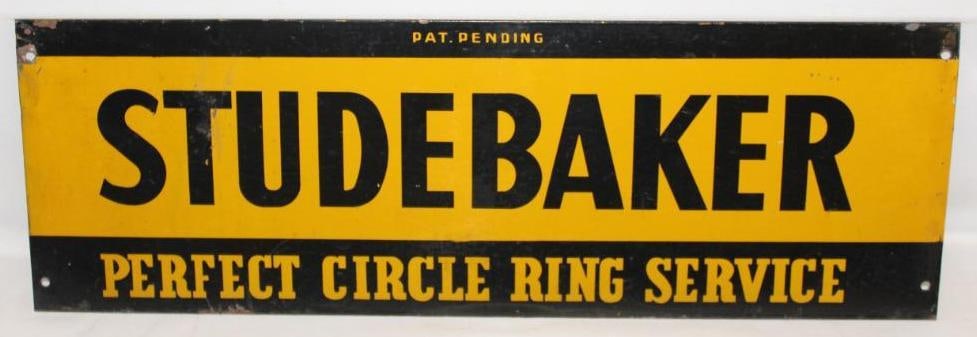 PAT. PENDING
STUDEBAKER
PERFECT CIRCLE RING SERVICE